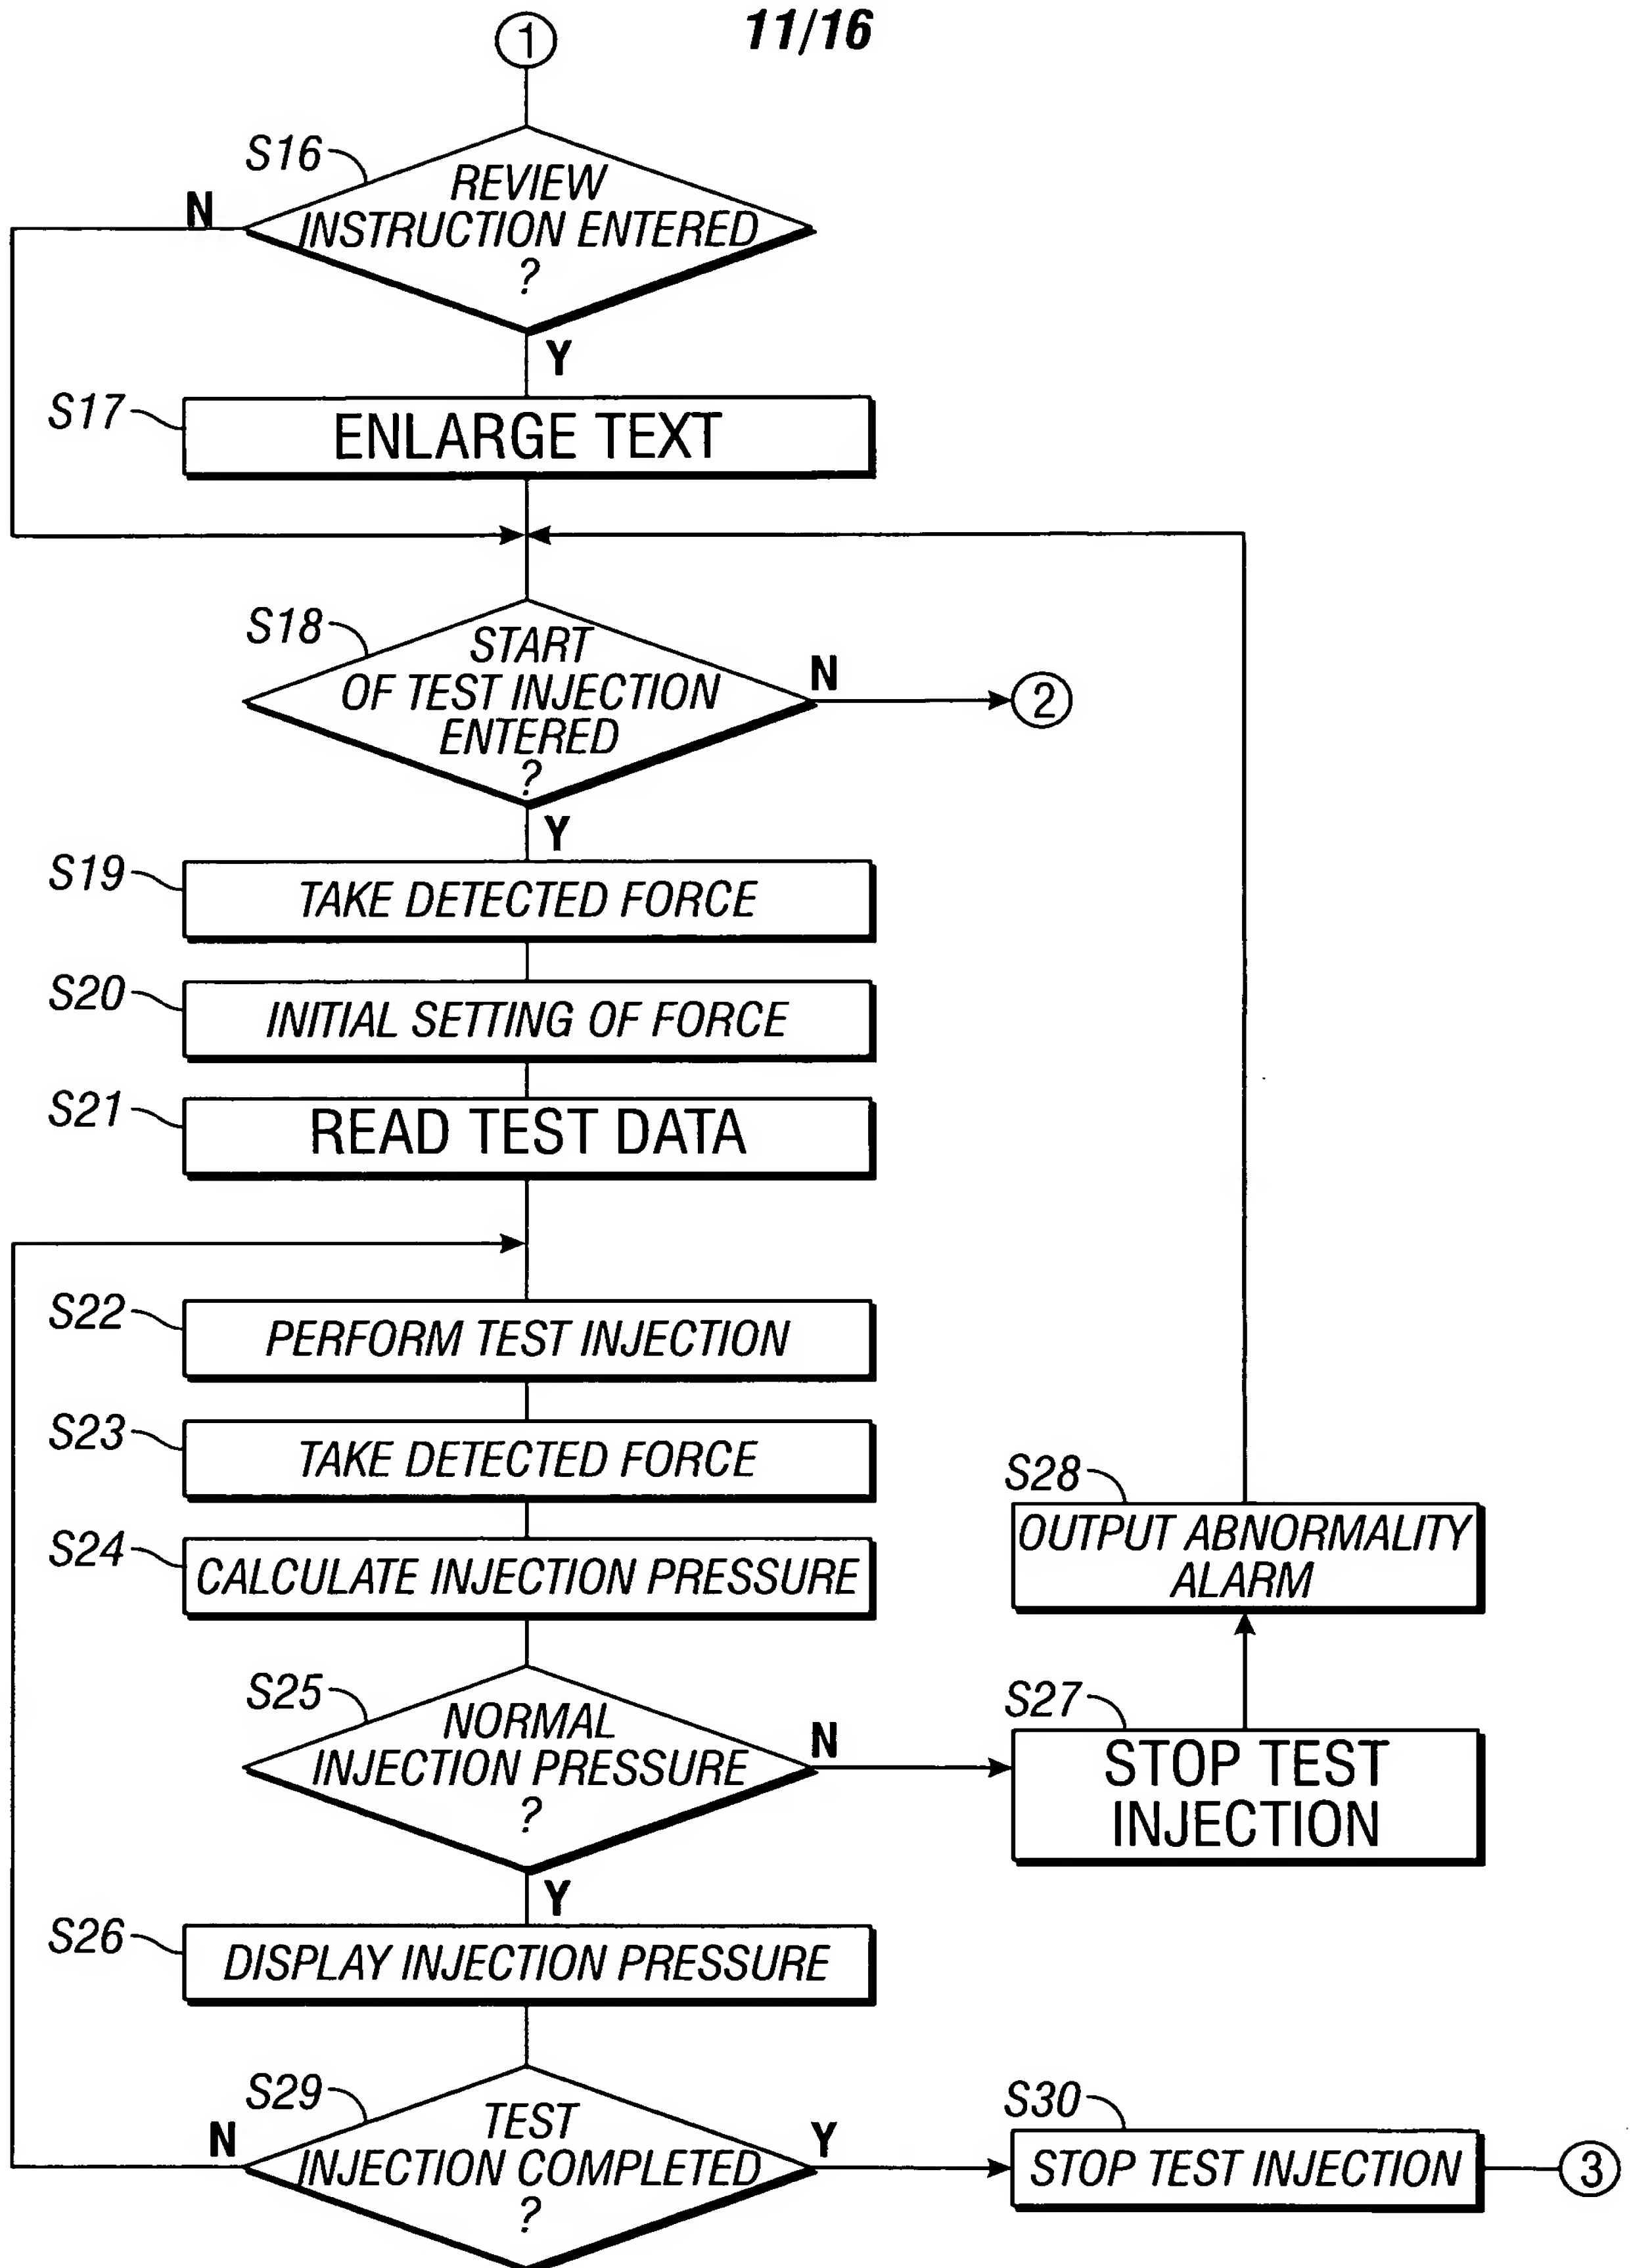 11/16
1
S16
REVIEW
INSTRUCTION ENTERED
?
N
Y
S17
ENLARGE TEXT
S18
START
OF TEST INJECTION
ENTERED
?
N
2
Y
S19
TAKE DETECTED FORCE
S20
INITIAL SETTING OF FORCE
S21
READ TEST DATA
S22
PERFORM TEST INJECTION
S23
TAKE DETECTED FORCE
S24
CALCULATE INJECTION PRESSURE
S28
OUTPUT ABNORMALITY
ALARM
S25
NORMAL
INJECTION PRESSURE
?
N
S27
STOP TEST
INJECTION
Y
S26
DISPLAY INJECTION PRESSURE
S29
TEST
INJECTION COMPLETED
?
N
Y
S30
STOP TEST INJECTION
3